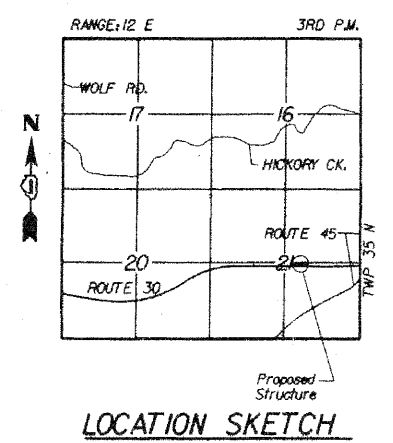 RANGE: 12 E 3RD P.M.
WOLF RD.
17 16
N
HICKORY CK.
ROUTE 45
20 21
TWP 35 N
ROUTE 30
Proposed
Structure
LOCATION SKETCH